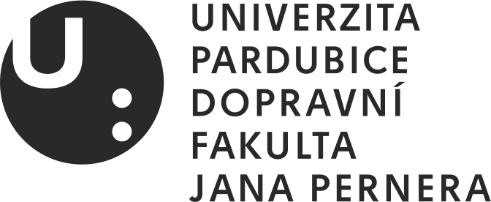 U:
UNIVERZITA
PARDUBICE
DOPRAVNÍ
FAKULTA
JANA PERNERA